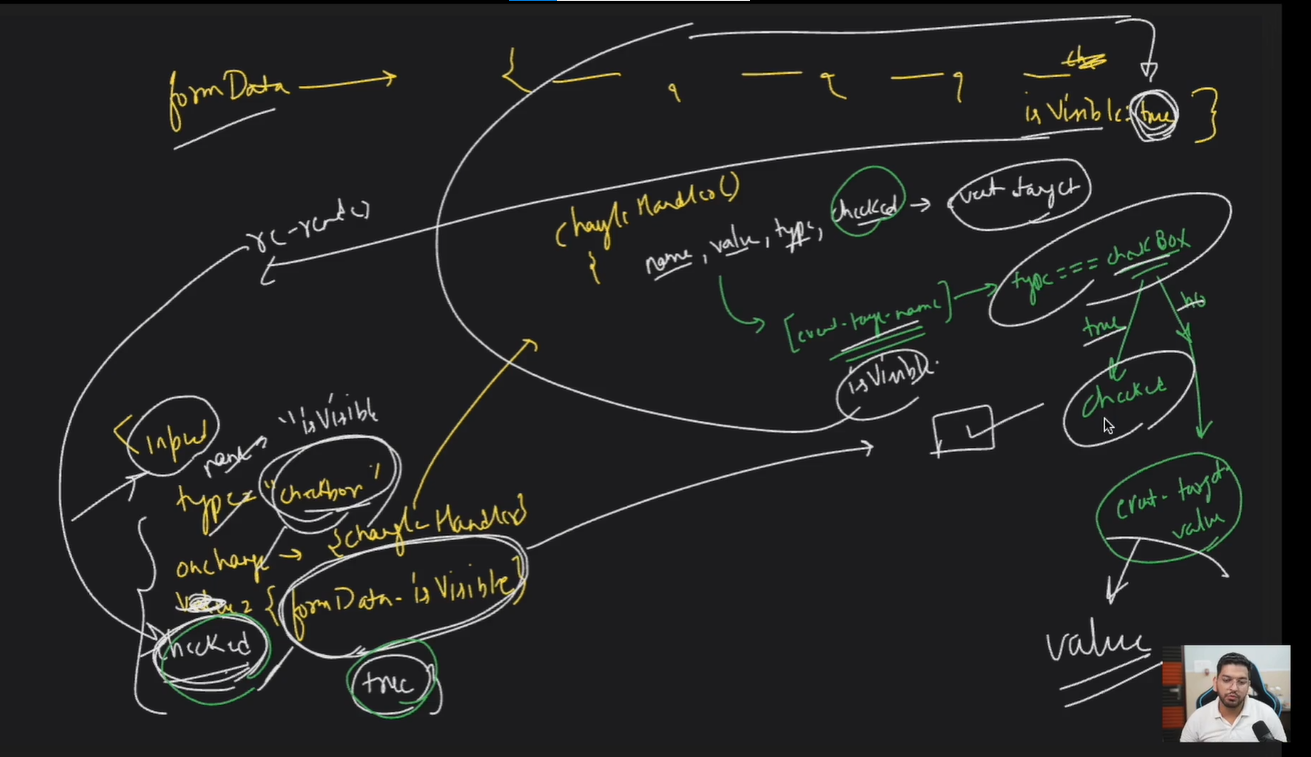 formData → {
isVisible: true }
changeHandler()
{
name, value, type, checked → event.target
re-render
[event.target.name] → type === checkBox
true
no
isVisible
checked
event.target.value
value
< input
name → "isVisible
type = "checkbox"
onchange → {changeHandler}
{formData.isVisible}
checked
true